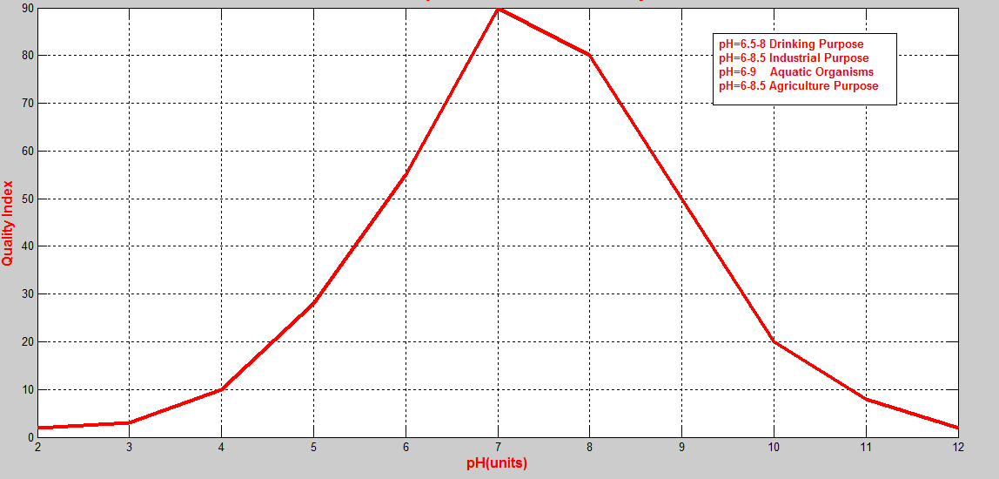 90
80
70
60
50
40
30
20
10
0
Quality Index
pH=6.5-8 Drinking Purpose
pH=6-8.5 Industrial Purpose
pH=6-9 Aquatic Organisms
pH=6-8.5 Agriculture Purpose
2 3 4 5 6 7 8 9 10 11 12
pH(units)